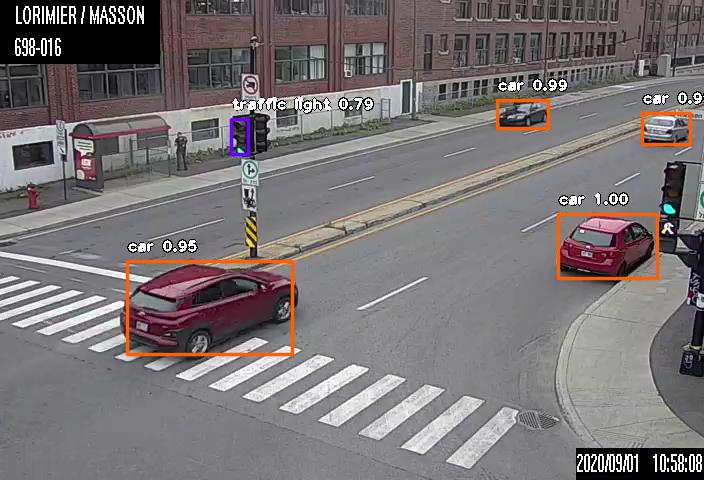 LORIMIER / MASSON
698-016
traffic light 0.79
car 0.99
car 0.9
car 1.00
car 0.95
2020/09/01 10:58:08